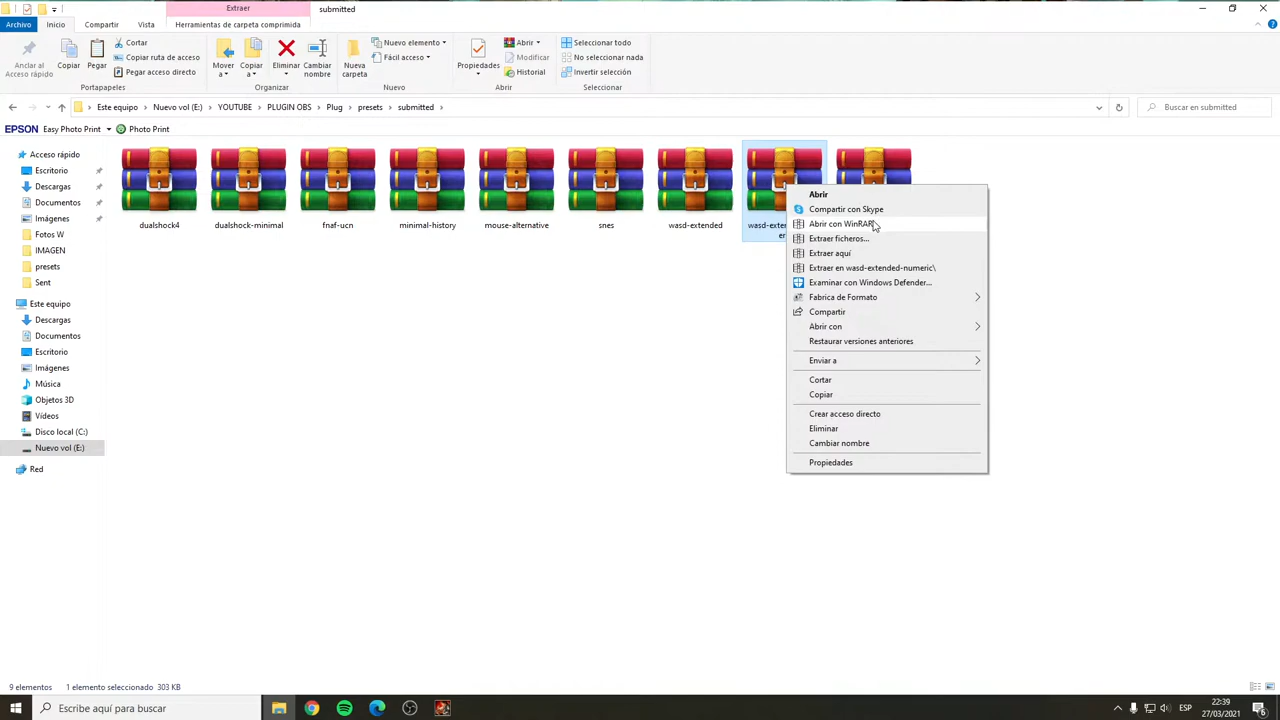 Extraer
submitted
Archivo
Inicio
Compartir
Vista
Herramientas de carpeta comprimida
Anclar al
Acceso rápido
Copiar
Pegar
Cortar
Copiar ruta de acceso
Pegar acceso directo
Portapapeles
Mover
a
Copiar
a
Eliminar
Cambiar
nombre
Organizar
Nueva
carpeta
Nuevo elemento
Fácil acceso
Nuevo
Propiedades
Abrir
Modificar
Historial
Abrir
Seleccionar todo
No seleccionar nada
Invertir selección
Seleccionar
Este equipo > Nuevo vol (E:) > YOUTUBE > PLUGIN OBS > Plug > presets > submitted >
Buscar en submitted
EPSON Easy Photo Print Photo Print
Acceso rápido
Escritorio
Descargas
Documentos
Imágenes
Fotos W
IMAGEN
presets
Sent
Este equipo
Descargas
Documentos
Escritorio
Imágenes
Música
Objetos 3D
Vídeos
Disco local (C:)
Nuevo vol (E:)
Red
dualshock4
dualshock-minimal
fnaf-ucn
minimal-history
mouse-alternative
snes
wasd-extended
Abrir
Compartir con Skype
Abrir con WinRAR
Extraer ficheros...
Extraer aquí
Extraer en wasd-extended-numeric\
Examinar con Windows Defender...
Fabrica de Formato
Compartir
Abrir con
Restaurar versiones anteriores
Enviar a
Cortar
Copiar
Crear acceso directo
Eliminar
Cambiar nombre
Propiedades
9 elementos 1 elemento seleccionado 303 KB
Escribe aquí para buscar
ESP
22:39
27/03/2021